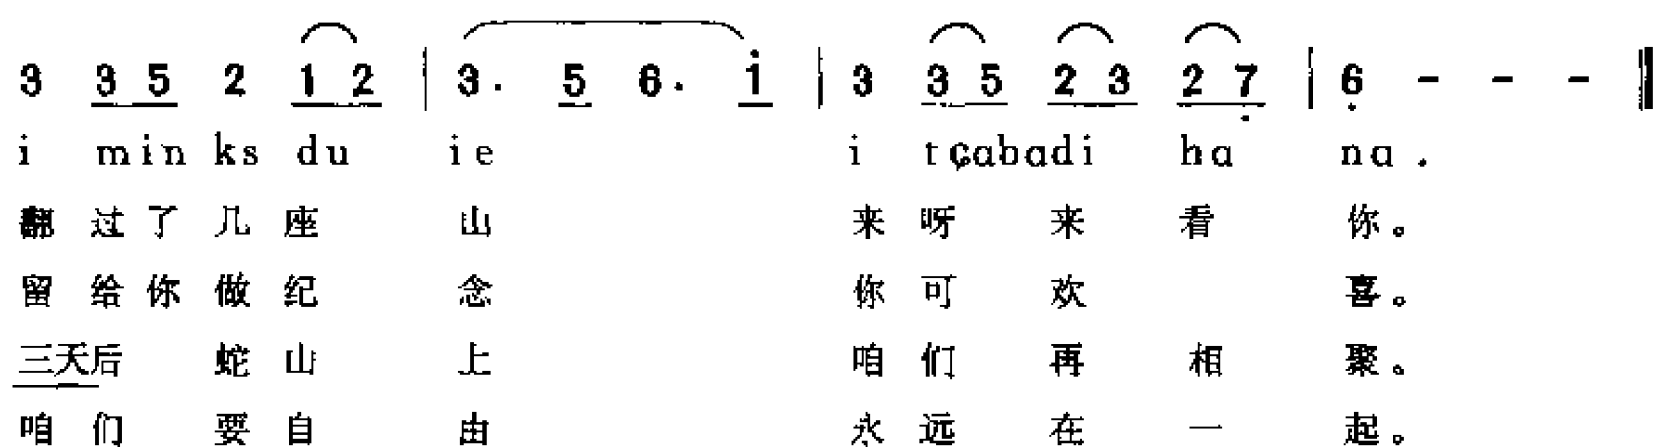 3 3 5 2 1 2 | 3. 5 6. i | 3 3 5 2 3 2 7 | 6 - - - ‖
i min ks du ie i tçabadi ha na.
翻过了几座山 来呀来看你。
留给你做纪念 你可欢喜。
三天后 蛇山上 咱们再相聚。
咱们要自由 永远在一起。